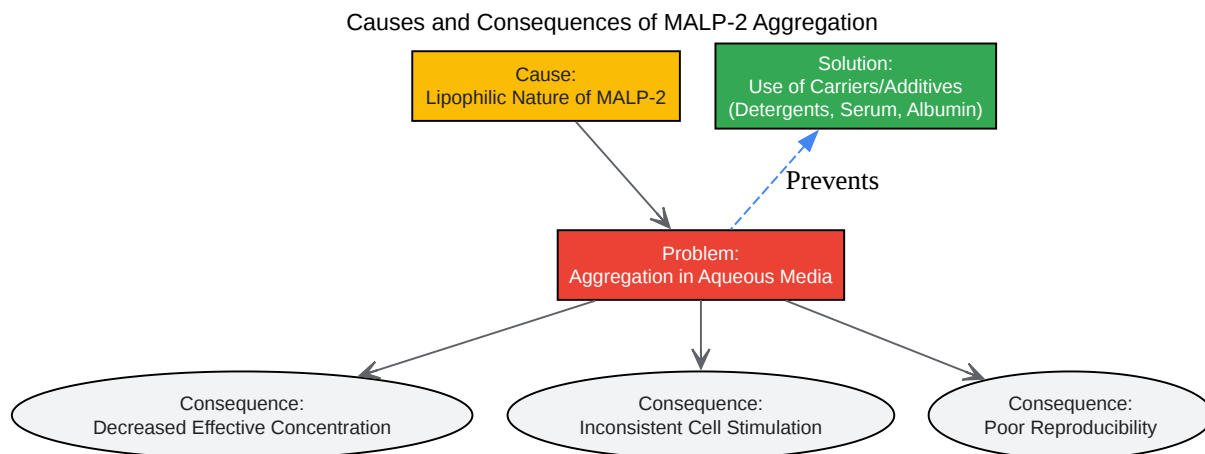 Causes and Consequences of MALP-2 Aggregation
Cause:
Lipophilic Nature of MALP-2
Solution:
Use of Carriers/Additives
(Detergents, Serum, Albumin)
Prevents
Problem:
Aggregation in Aqueous Media
Consequence:
Decreased Effective Concentration
Consequence:
Inconsistent Cell Stimulation
Consequence:
Poor Reproducibility